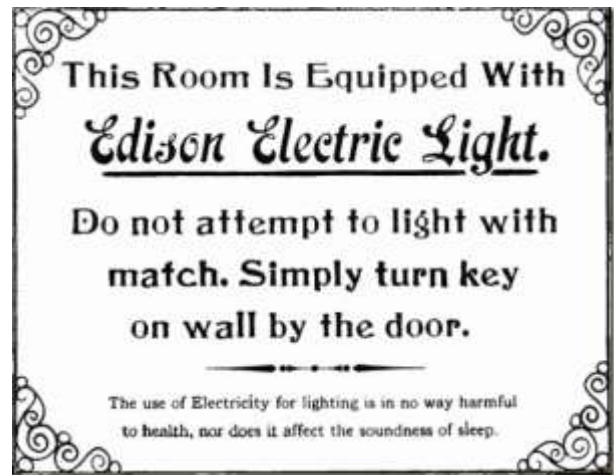 This Room Is Equipped With
Edison Electric Light.
Do not attempt to light with
match. Simply turn key
on wall by the door.
The use of Electricity for lighting is in no way harmful
to health, nor does it affect the soundness of sleep.